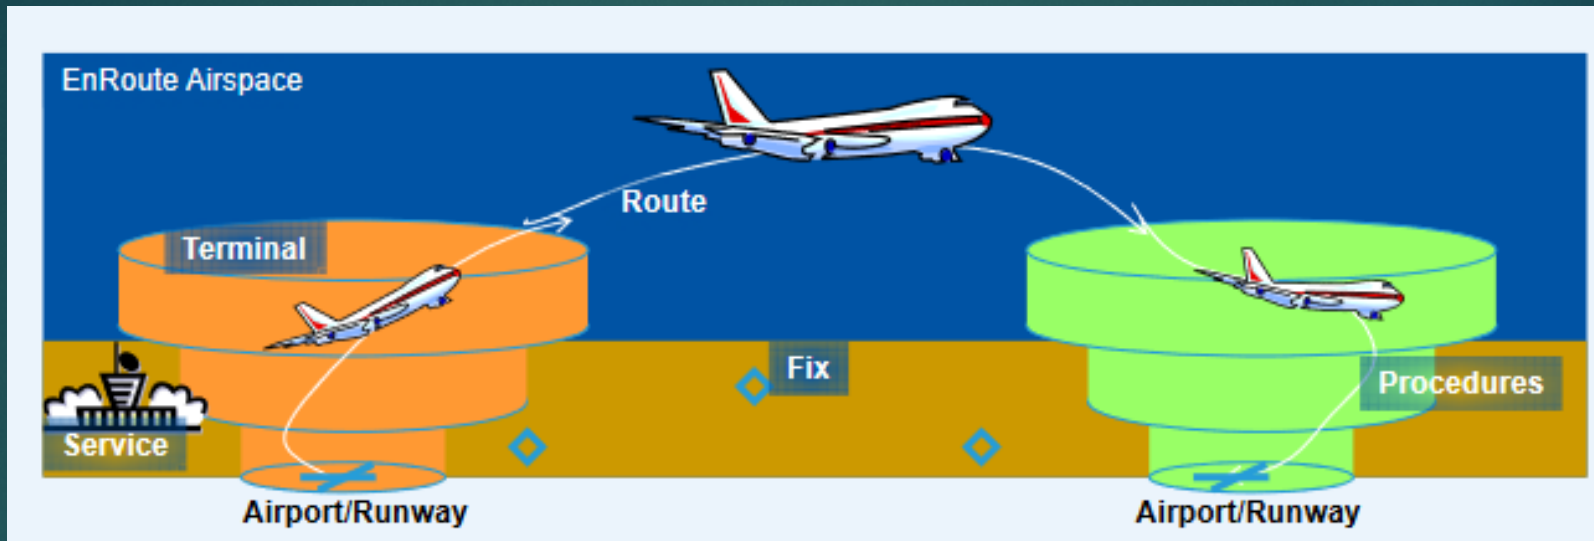 EnRoute Airspace
Route
Terminal
Fix
Procedures
Service
Airport/Runway
Airport/Runway